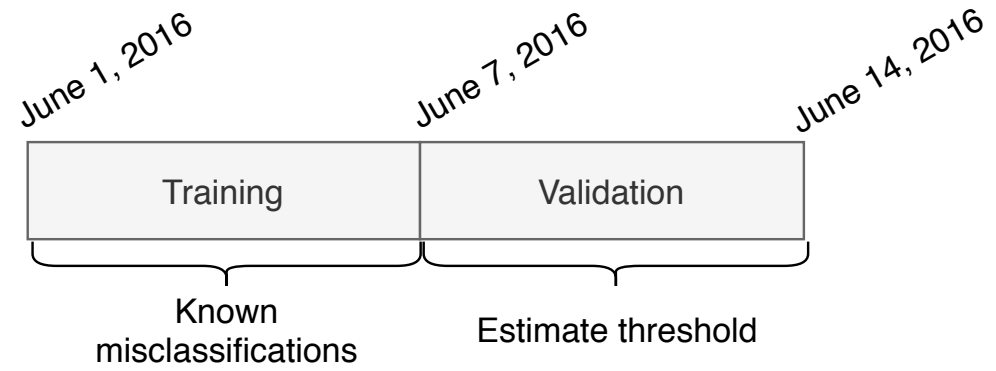 June 1, 2016
June 7, 2016
June 14, 2016
Training
Validation
Known
misclassifications
Estimate threshold